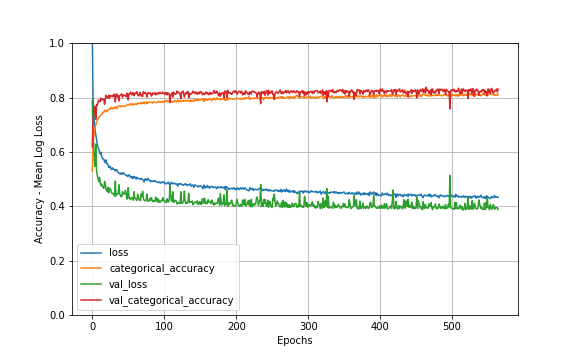 Accuracy - Mean Log Loss
1.0
0.8
0.6
0.4
0.2
0.0
loss
categorical_accuracy
val_loss
val_categorical_accuracy
0
100
200
300
400
500
Epochs